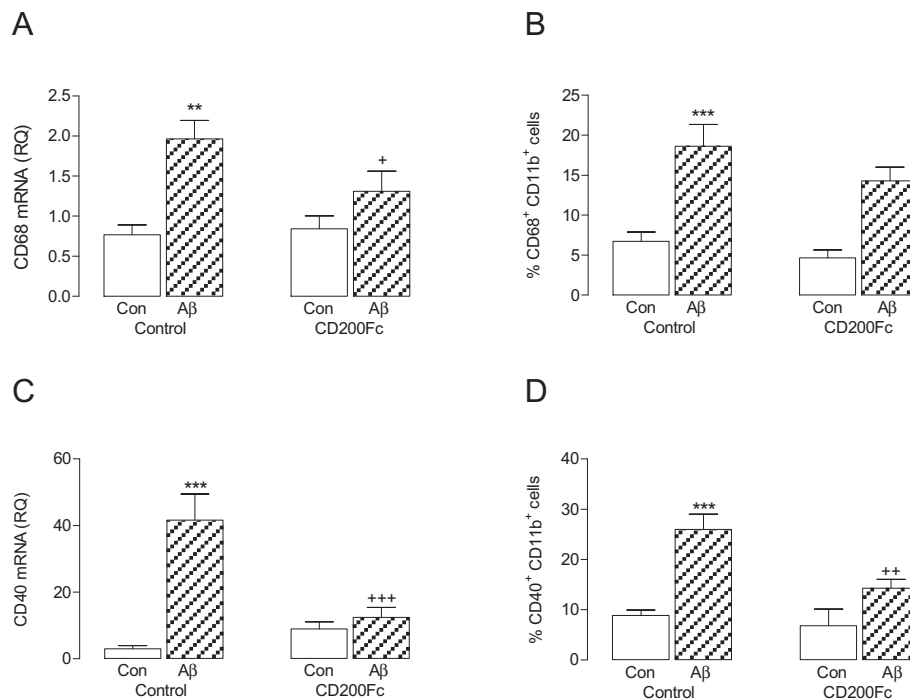 A
CD68 mRNA (RQ)
2.5
2.0
1.5
1.0
0.5
0.0
**
+
Con Aβ Con Aβ
Control CD200Fc
B
% CD68⁺ CD11b⁺ cells
25
20
15
10
5
0
***
Con Aβ Con Aβ
Control CD200Fc
C
CD40 mRNA (RQ)
60
40
20
0
***
+++
Con Aβ Con Aβ
Control CD200Fc
D
% CD40⁺ CD11b⁺ cells
40
30
20
10
0
***
++
Con Aβ Con Aβ
Control CD200Fc